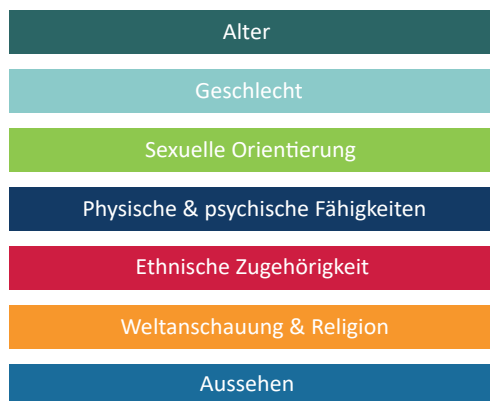 Alter
Geschlecht
Sexuelle Orientierung
Physische & psychische Fähigkeiten
Ethnische Zugehörigkeit
Weltanschauung & Religion
Aussehen